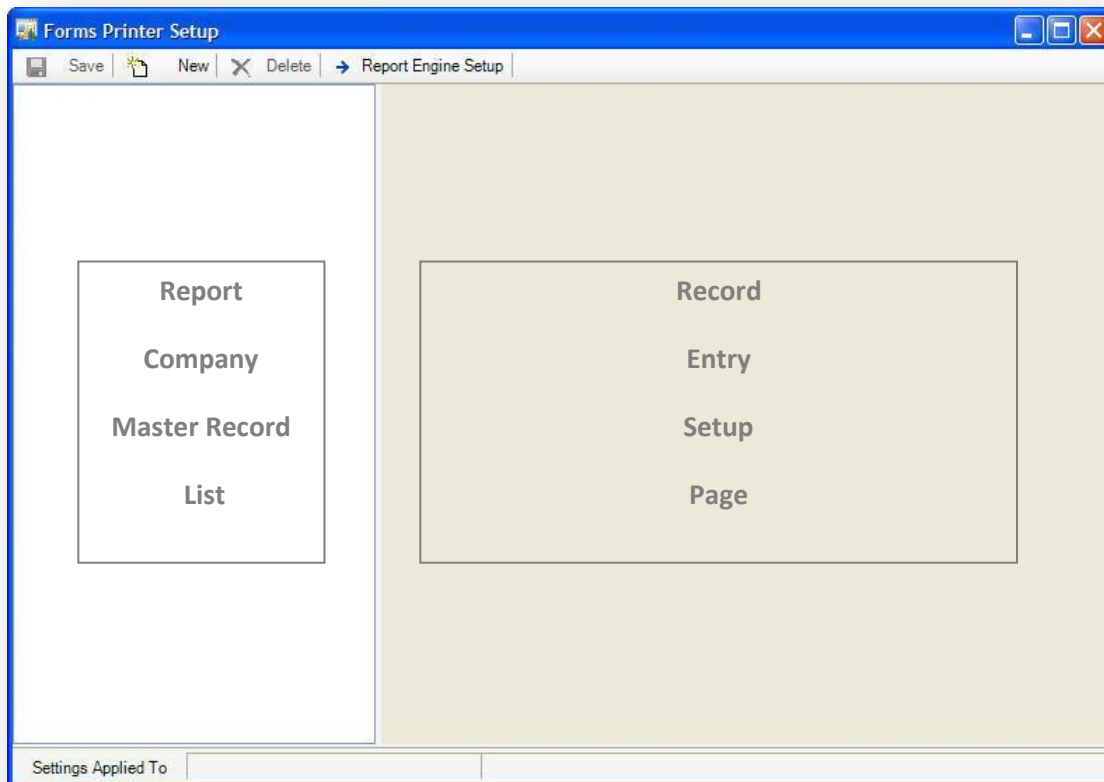 Forms Printer Setup
Save New Delete Report Engine Setup
Report
Company
Master Record
List
Record
Entry
Setup
Page
Settings Applied To